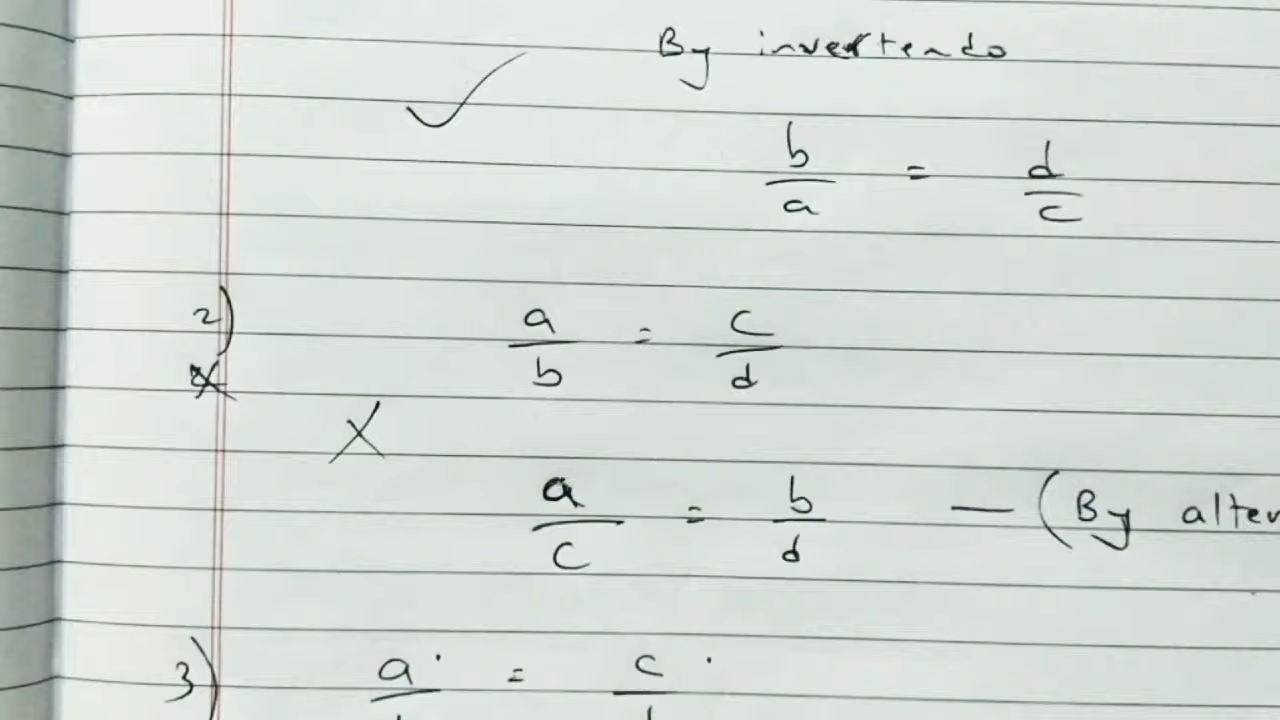 By invertendo
b/a = d/c
2) a/b = c/d
a/c = b/d — (By alter
3) a = c